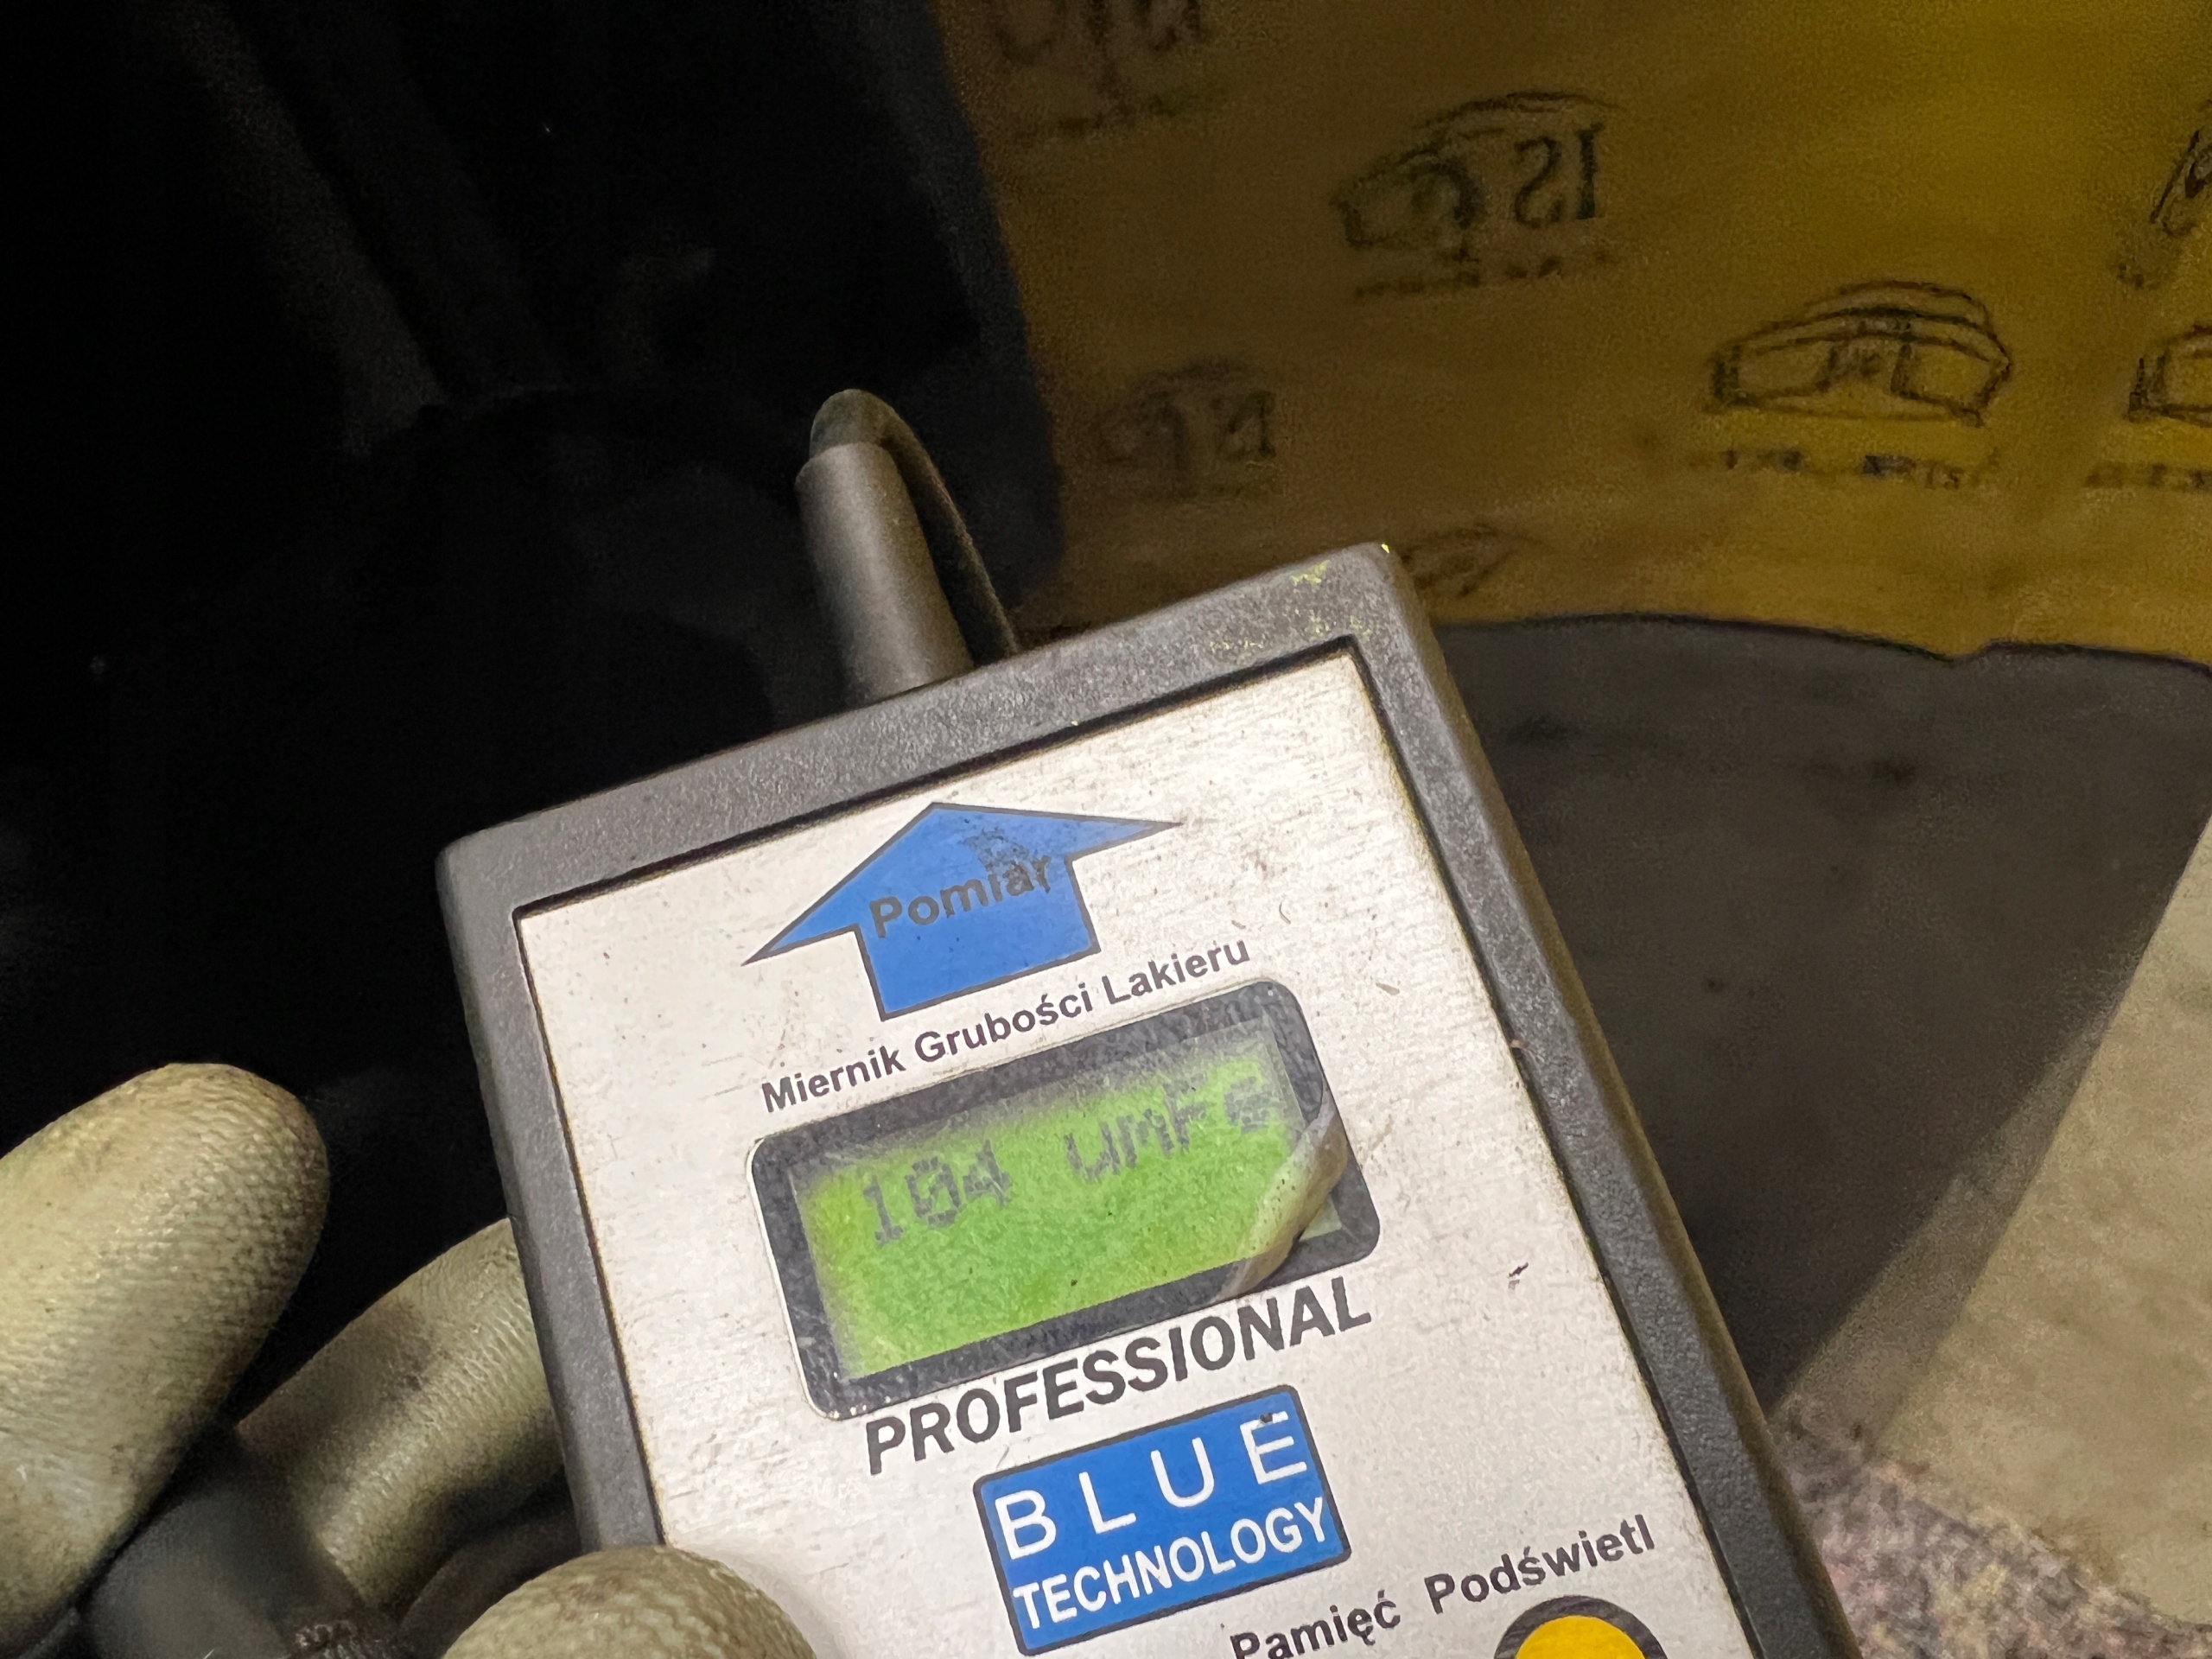 Pomiar
Miernik Grubości Lakieru
104 umFe
PROFESSIONAL
BLUE
TECHNOLOGY
Pamięć Podświetl